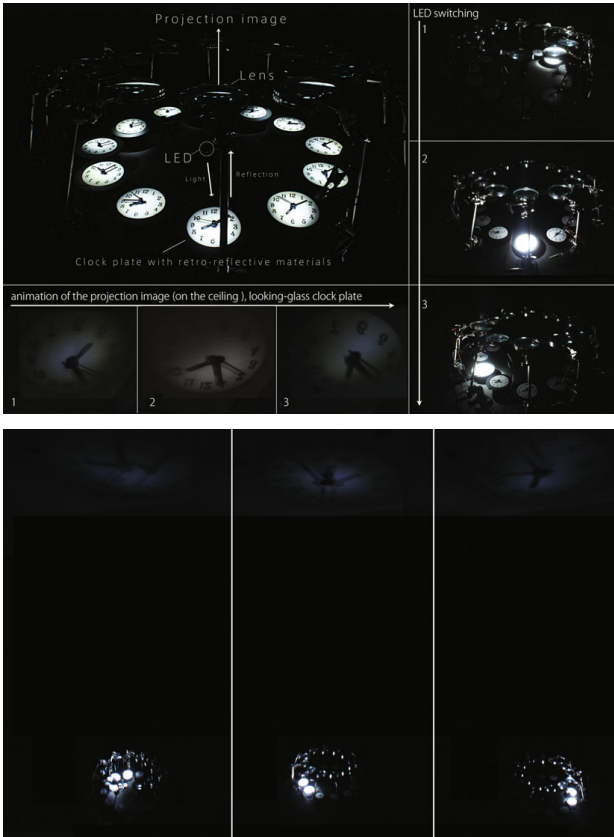 Projection image
Lens
LED
Light
Reflection
Clock plate with retro-reflective materials
LED switching
1
2
3
animation of the projection image (on the ceiling ), looking-glass clock plate
1
2
3